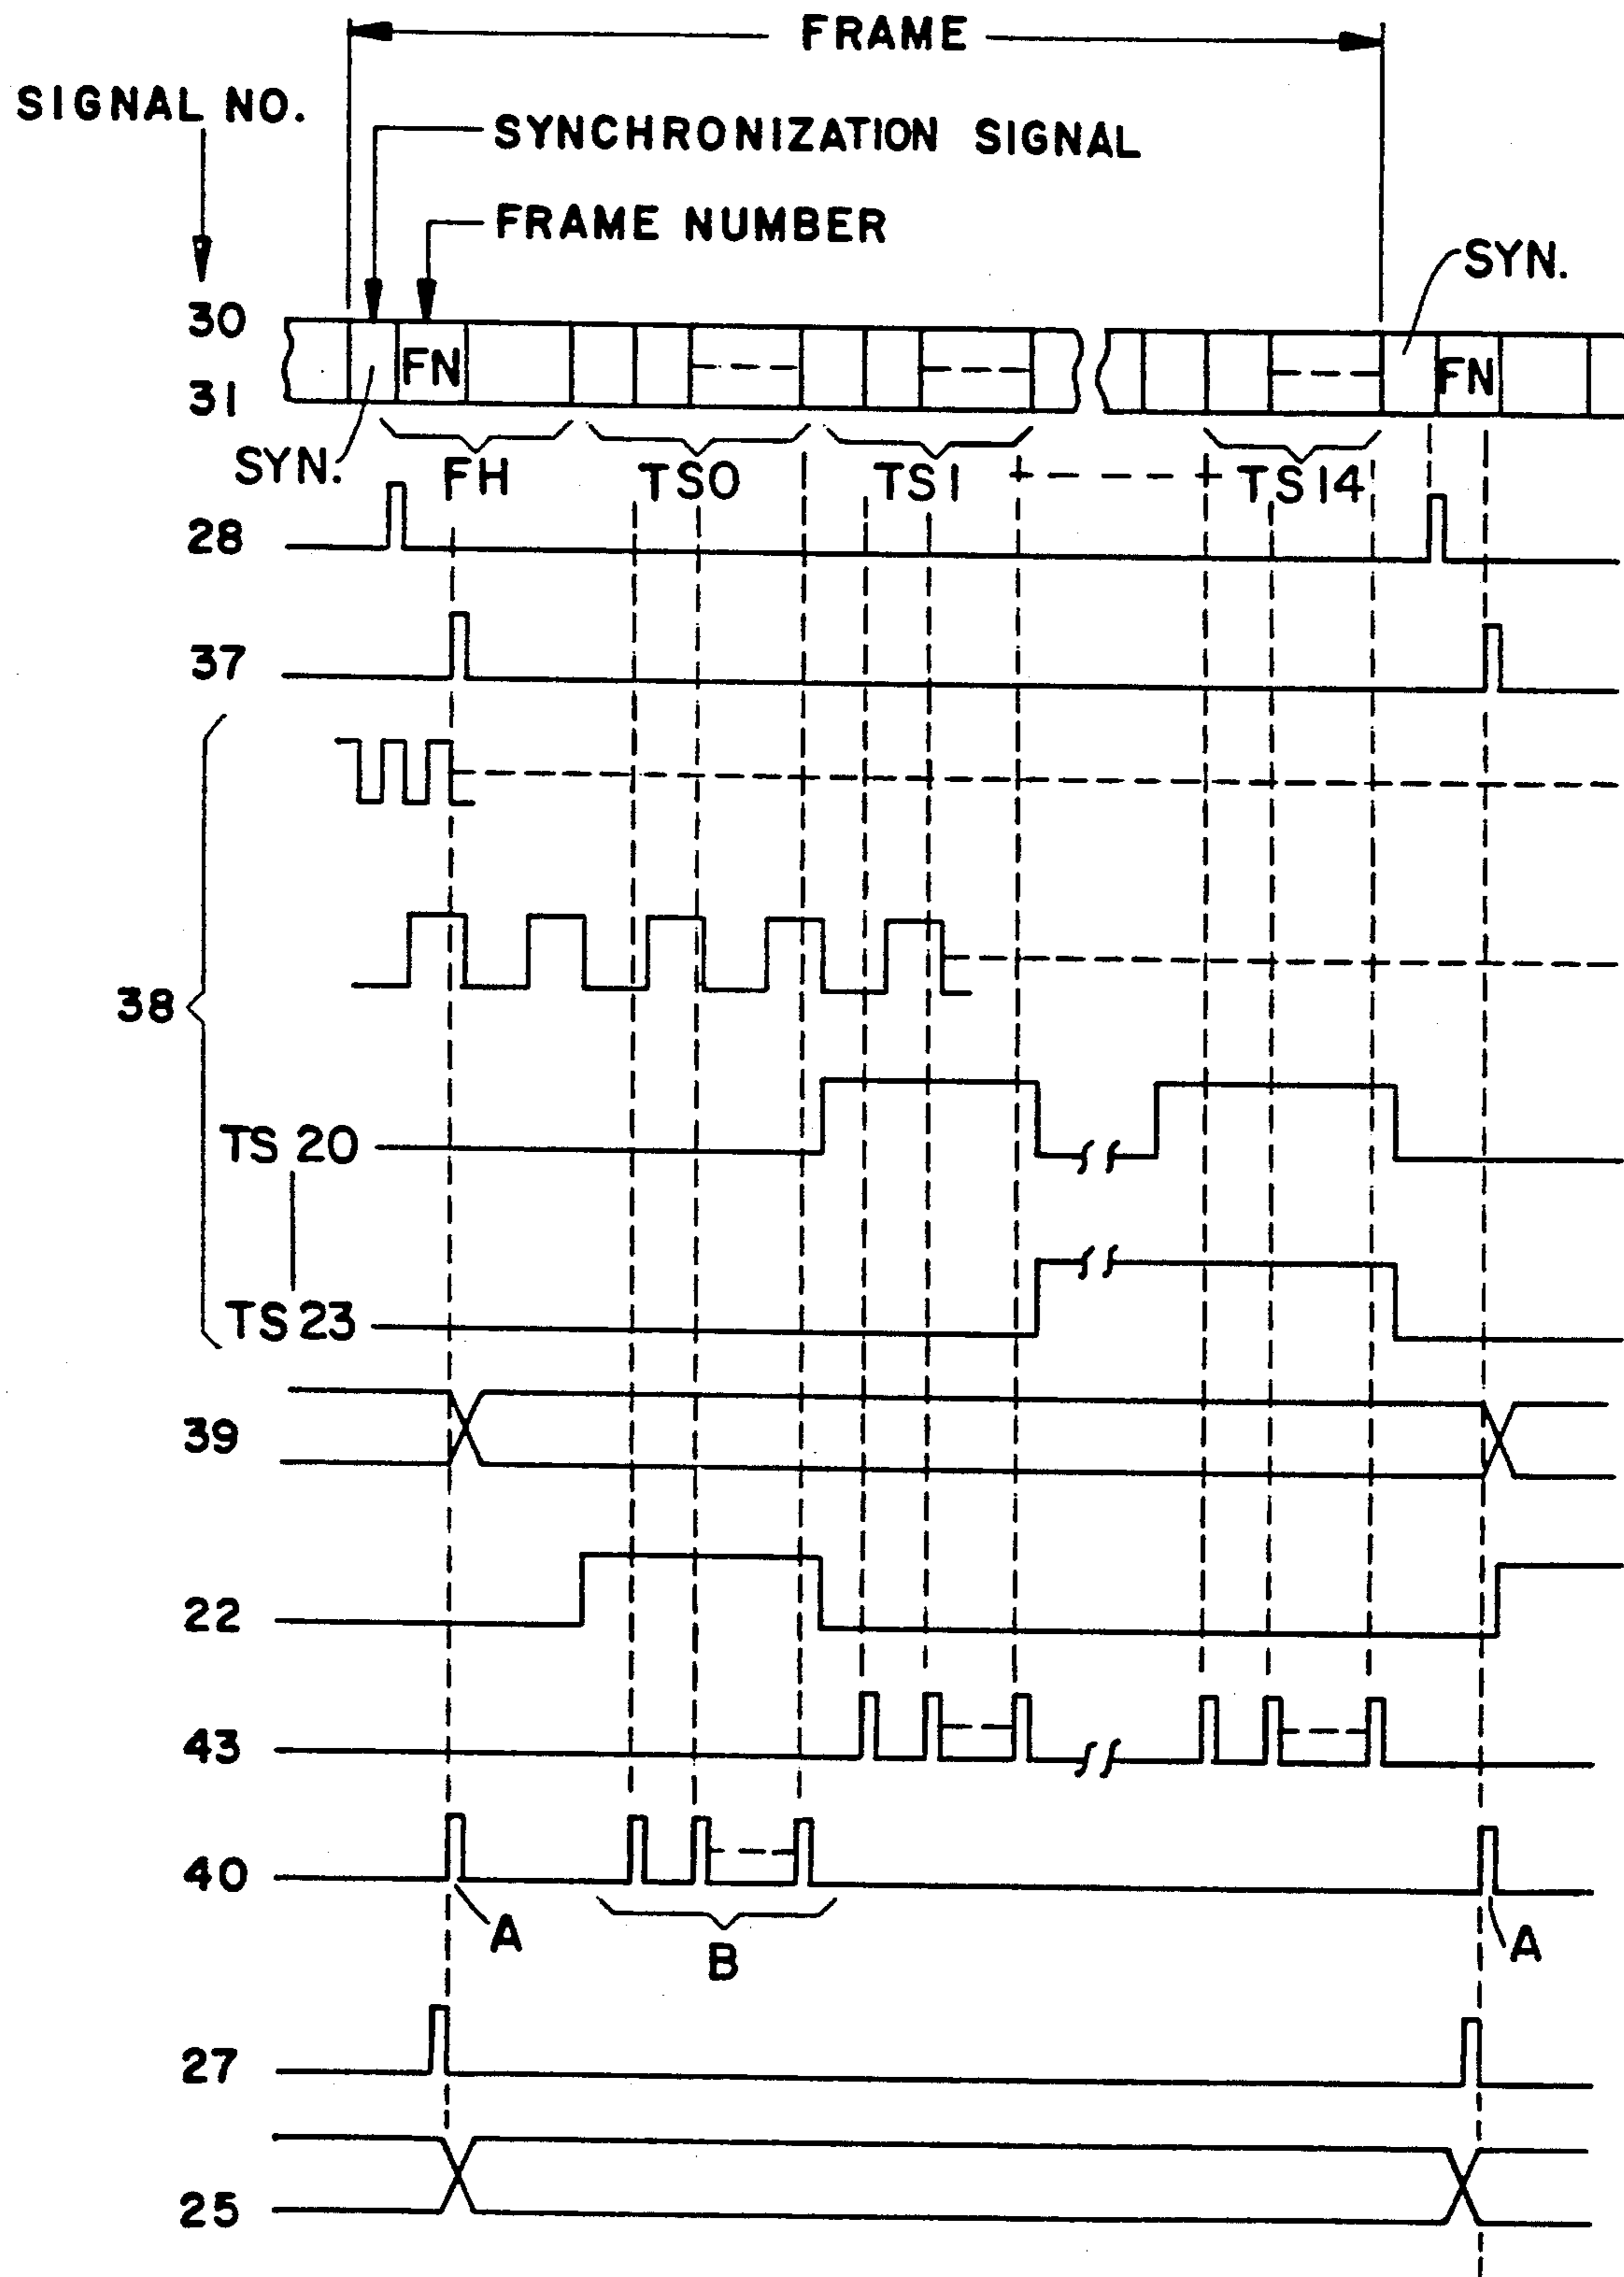 FRAME
SIGNAL NO.
SYNCHRONIZATION SIGNAL
FRAME NUMBER
SYN.
30
FN
FN
31
SYN.
FH
TS0
TS1
TS14
28
37
38
TS 20
TS 23
39
22
43
40
A
B
A
27
25